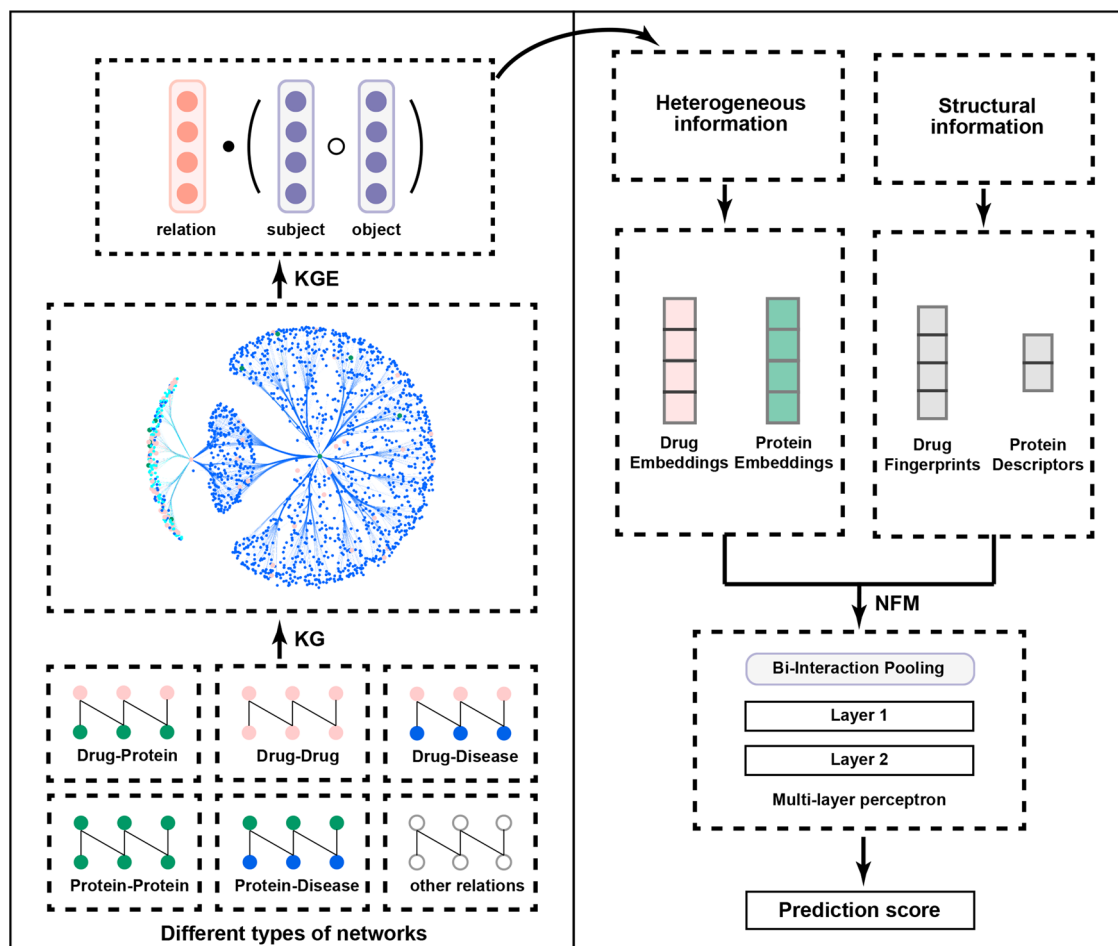 relation
subject
object
KGE
KG
Drug-Protein
Drug-Drug
Drug-Disease
Protein-Protein
Protein-Disease
other relations
Different types of networks
Heterogeneous
information
Structural
information
Drug
Embeddings
Protein
Embeddings
Drug
Fingerprints
Protein
Descriptors
NFM
Bi-Interaction Pooling
Layer 1
Layer 2
Multi-layer perceptron
Prediction score